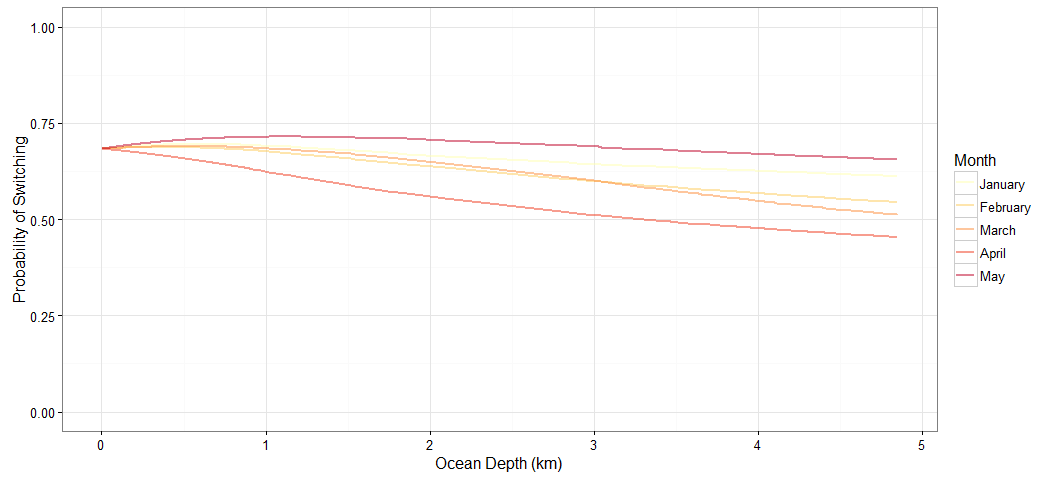 1.00
0.75
0.50
0.25
0.00
Probability of Switching
0 1 2 3 4 5
Ocean Depth (km)
Month
January
February
March
April
May